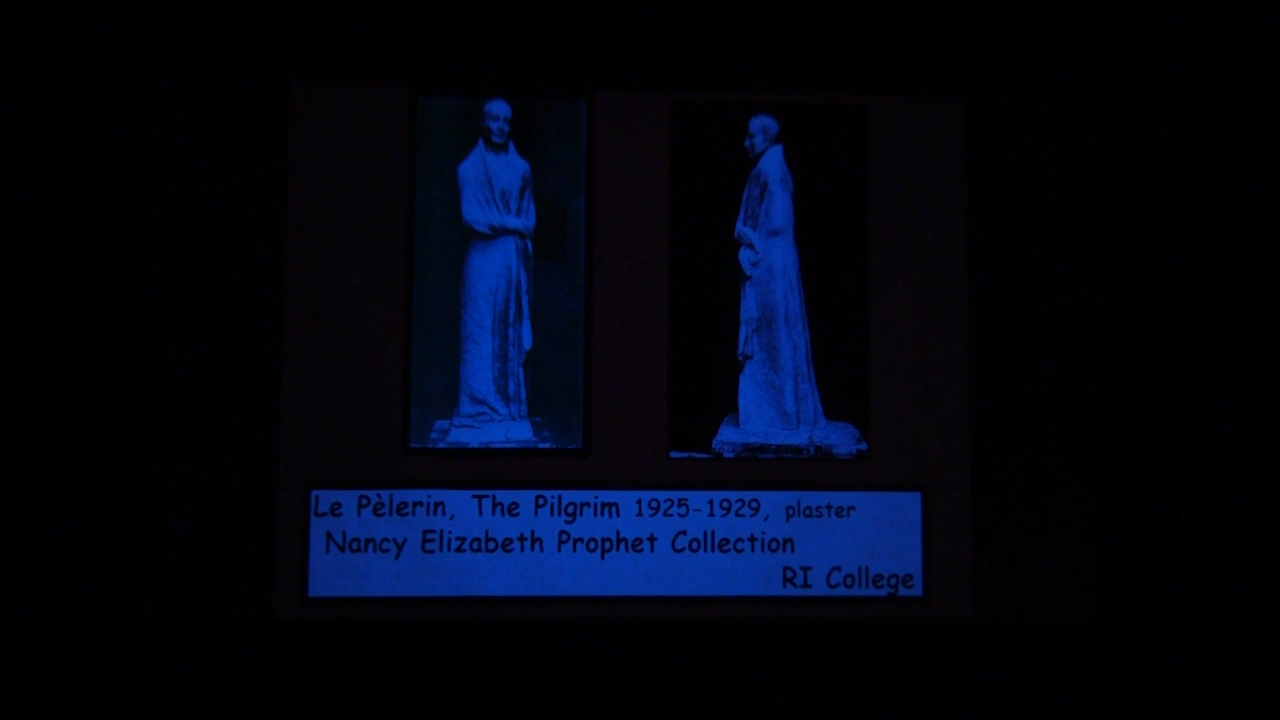 Le Pèlerin, The Pilgrim 1925-1929, plaster
Nancy Elizabeth Prophet Collection
RI College